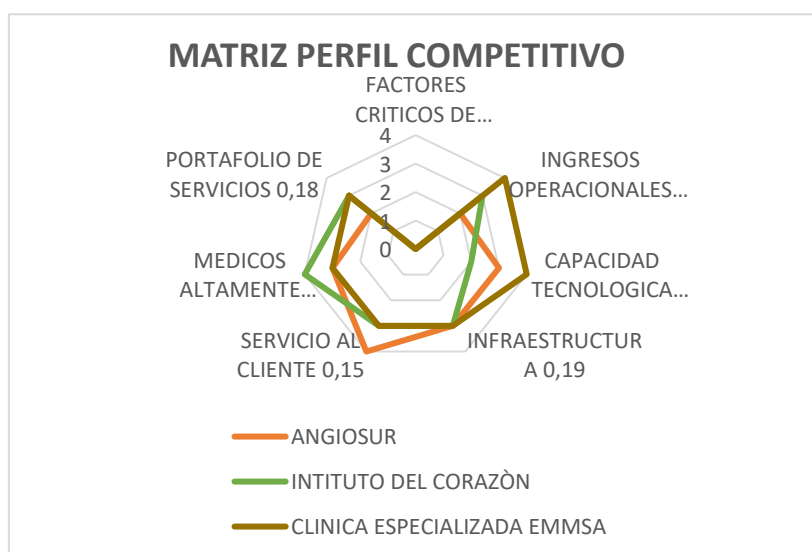 MATRIZ PERFIL COMPETITIVO
FACTORES
CRITICOS DE...
4
3
2
1
0
INGRESOS
OPERACIONALES...
CAPACIDAD
TECNOLOGICA...
INFRAESTRUCTUR
A 0,19
SERVICIO AL
CLIENTE 0,15
MEDICOS
ALTAMENTE...
PORTAFOLIO DE
SERVICIOS 0,18
ANGIOSUR
INTITUTO DEL CORAZÒN
CLINICA ESPECIALIZADA EMMSA